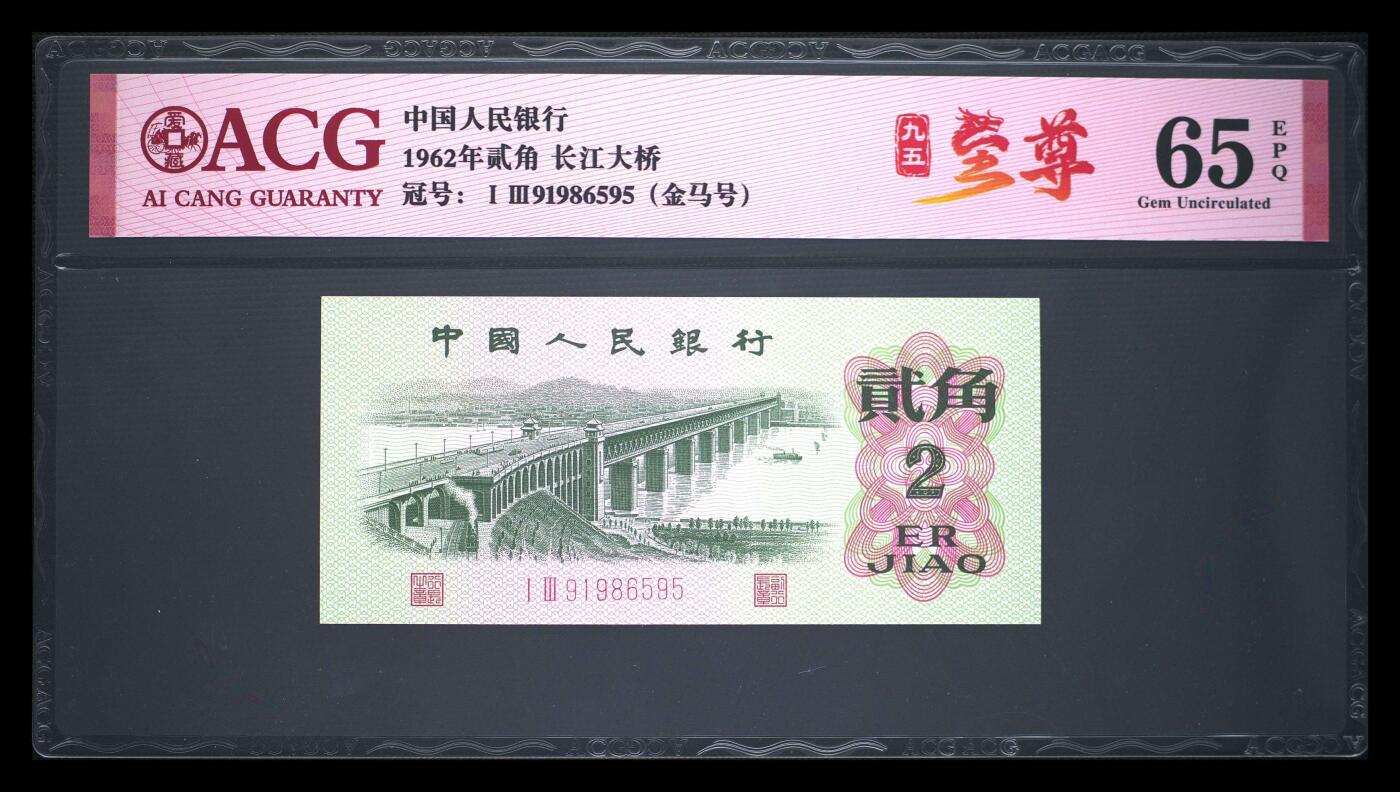 爱藏
ACG
AI CANG GUARANTY
中国人民银行
1962年贰角 长江大桥
冠号: Ⅰ Ⅲ91986595（金马号）
九五
至尊
65
EPQ
Gem Uncirculated
中國人民銀行
貳角
2
ER
JIAO
Ⅰ Ⅲ 91986595